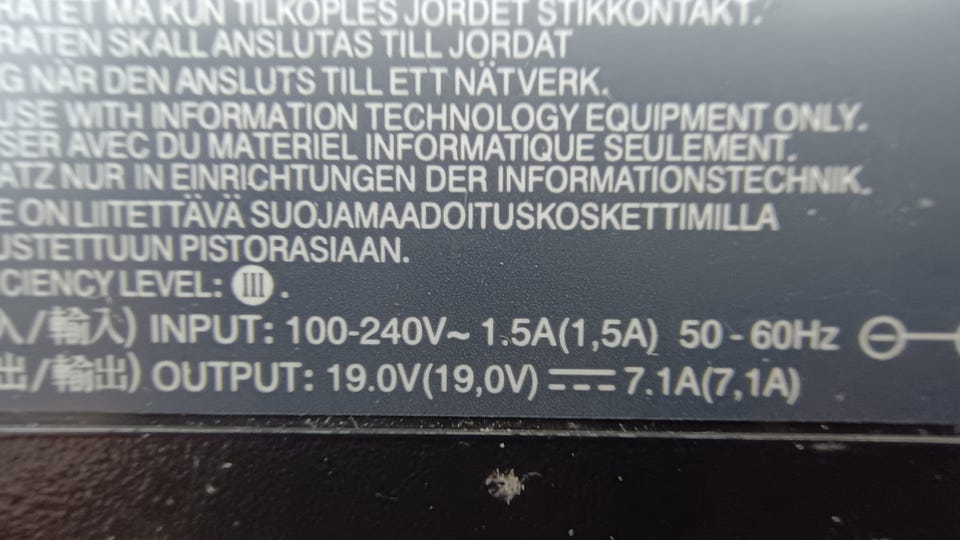 RATET MÅ KUN TILKOPLES JORDET STIKKONTAKT.
RATEN SKALL ANSLUTAS TILL JORDAT
G NÄR DEN ANSLUTS TILL ETT NÄTVERK.
USE WITH INFORMATION TECHNOLOGY EQUIPMENT ONLY.
SER AVEC DU MATERIEL INFORMATIQUE SEULEMENT.
ATZ NUR IN EINRICHTUNGEN DER INFORMATIONSTECHNIK.
E ON LIITETTÄVÄ SUOJAMAADOITUSKOSKETTIMILLA
USTETTUUN PISTORASIAAN.
CIENCY LEVEL: III .
入/輸入) INPUT: 100-240V~ 1.5A(1,5A) 50 - 60Hz
出/輸出) OUTPUT: 19.0V(19,0V) ⎓ 7.1A(7,1A)